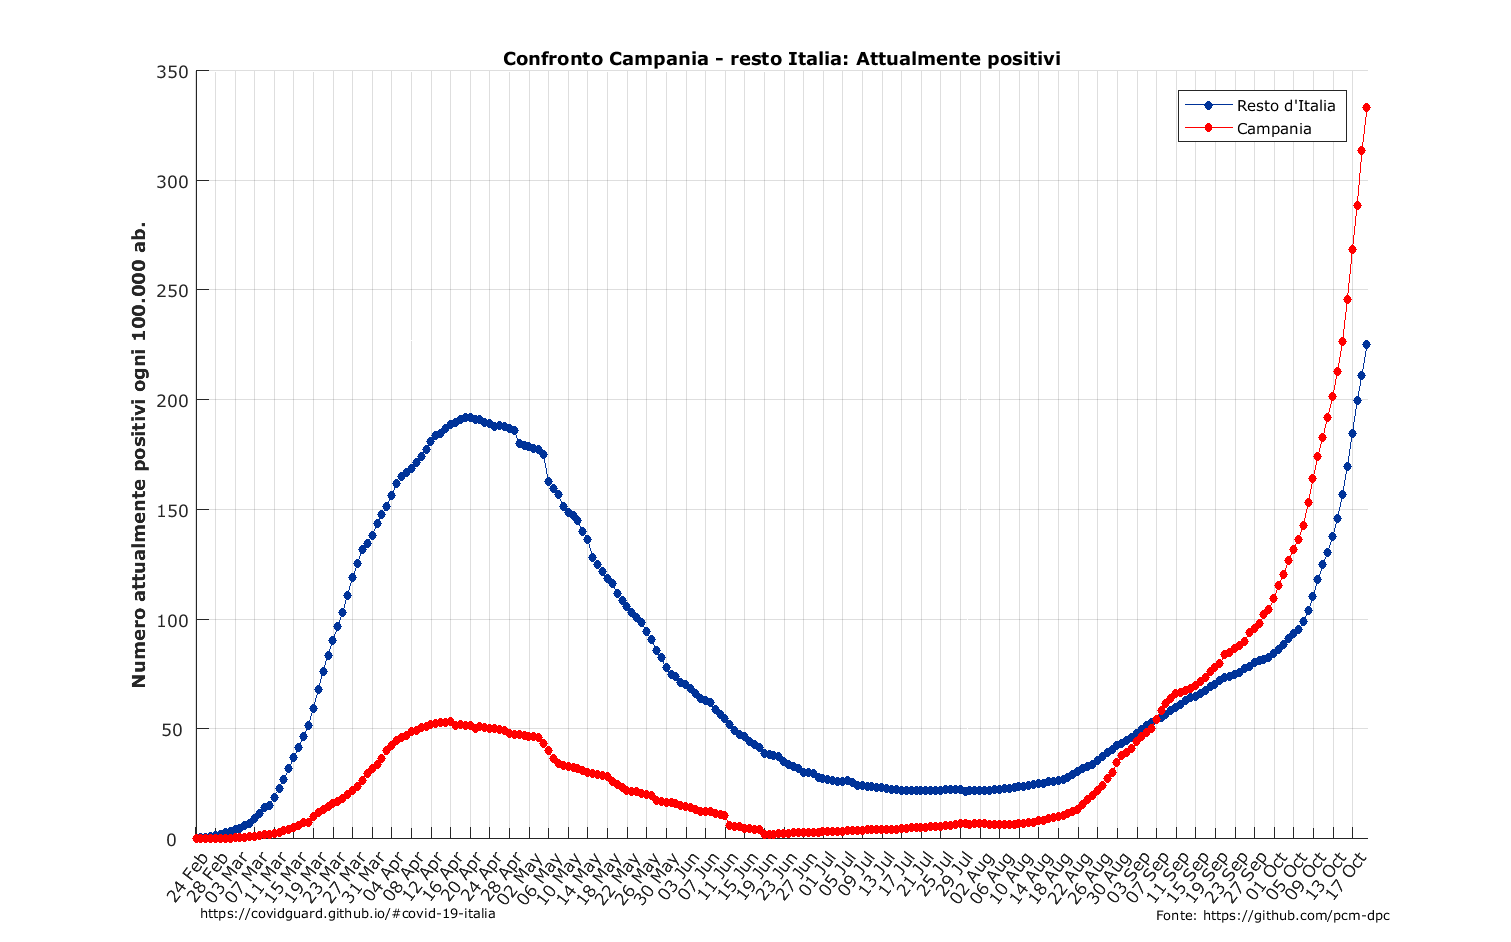 Confronto Campania - resto Italia: Attualmente positivi
Resto d'Italia
Campania
Numero attualmente positivi ogni 100.000 ab.
350
300
250
200
150
100
50
0
24 Feb
28 Feb
03 Mar
07 Mar
11 Mar
15 Mar
19 Mar
23 Mar
27 Mar
31 Mar
04 Apr
08 Apr
12 Apr
16 Apr
20 Apr
24 Apr
28 Apr
02 May
06 May
10 May
14 May
18 May
22 May
26 May
30 May
03 Jun
07 Jun
11 Jun
15 Jun
19 Jun
23 Jun
27 Jun
01 Jul
05 Jul
09 Jul
13 Jul
17 Jul
21 Jul
25 Jul
29 Jul
02 Aug
06 Aug
10 Aug
14 Aug
18 Aug
22 Aug
26 Aug
30 Aug
03 Sep
07 Sep
11 Sep
15 Sep
19 Sep
23 Sep
27 Sep
01 Oct
05 Oct
09 Oct
13 Oct
17 Oct
https://covidguard.github.io/#covid-19-italia
Fonte: https://github.com/pcm-dpc